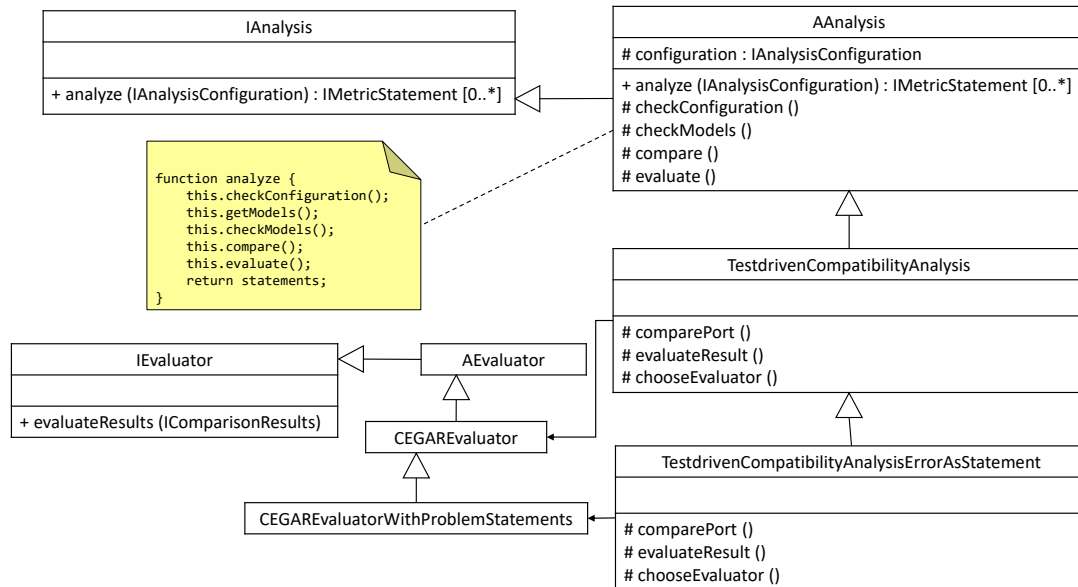 IAnalysis
+ analyze (IAnalysisConfiguration) : IMetricStatement [0..*]
AAnalysis
# configuration : IAnalysisConfiguration
+ analyze (IAnalysisConfiguration) : IMetricStatement [0..*]
# checkConfiguration ()
# checkModels ()
# compare ()
# evaluate ()
function analyze {
this.checkConfiguration();
this.getModels();
this.checkModels();
this.compare();
this.evaluate();
return statements;
}
TestdrivenCompatibilityAnalysis
# comparePort ()
# evaluateResult ()
# chooseEvaluator ()
IEvaluator
+ evaluateResults (IComparisonResults)
AEvaluator
CEGAREvaluator
CEGAREvaluatorWithProblemStatements
TestdrivenCompatibilityAnalysisErrorAsStatement
# comparePort ()
# evaluateResult ()
# chooseEvaluator ()